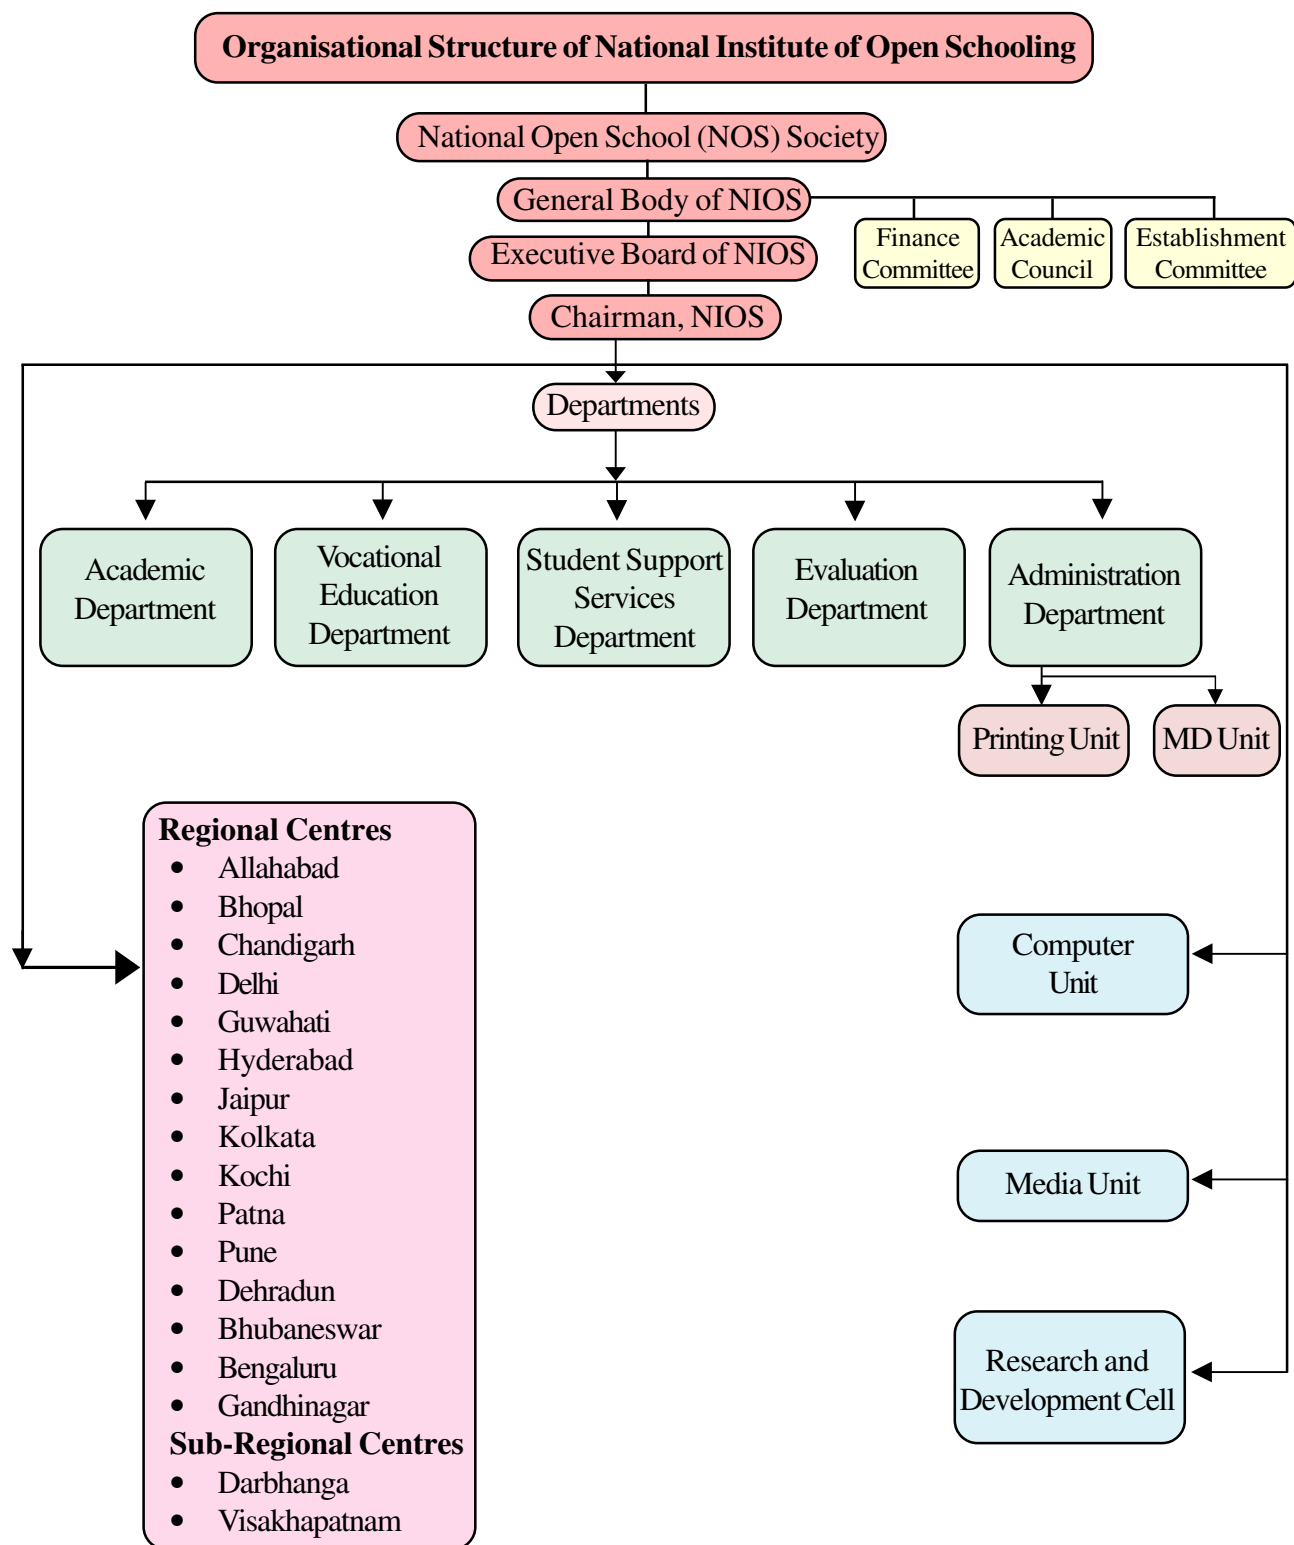 Organisational Structure of National Institute of Open Schooling
National Open School (NOS) Society
General Body of NIOS
Finance
Committee
Academic
Council
Establishment
Committee
Executive Board of NIOS
Chairman, NIOS
Departments
Academic
Department
Vocational
Education
Department
Student Support
Services
Department
Evaluation
Department
Administration
Department
Printing Unit
MD Unit
Regional Centres
• Allahabad
• Bhopal
• Chandigarh
• Delhi
• Guwahati
• Hyderabad
• Jaipur
• Kolkata
• Kochi
• Patna
• Pune
• Dehradun
• Bhubaneswar
• Bengaluru
• Gandhinagar
Sub-Regional Centres
• Darbhanga
• Visakhapatnam
Computer
Unit
Media Unit
Research and
Development Cell